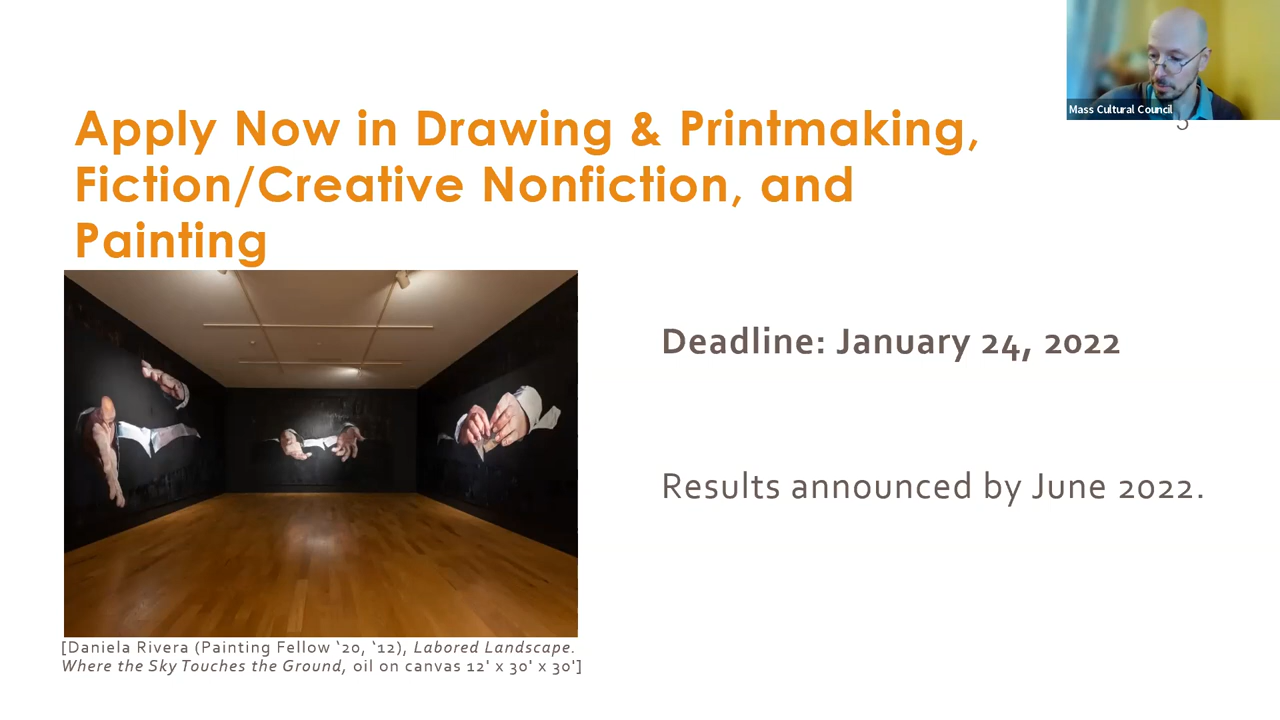 Apply Now in Drawing & Printmaking,
Fiction/Creative Nonfiction, and
Painting
Mass Cultural Council
Deadline: January 24, 2022
Results announced by June 2022.
[Daniela Rivera (Painting Fellow ‘20, ‘12), Labored Landscape.
Where the Sky Touches the Ground, oil on canvas 12' x 30' x 30']